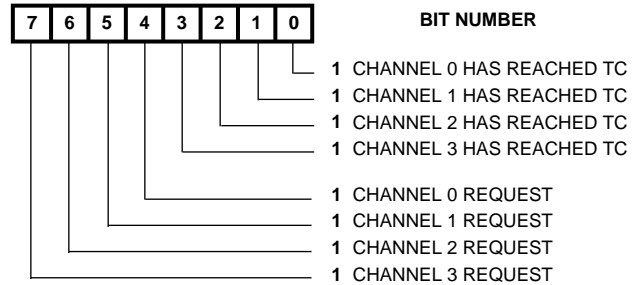 7 6 5 4 3 2 1 0 BIT NUMBER
1 CHANNEL 0 HAS REACHED TC
1 CHANNEL 1 HAS REACHED TC
1 CHANNEL 2 HAS REACHED TC
1 CHANNEL 3 HAS REACHED TC
1 CHANNEL 0 REQUEST
1 CHANNEL 1 REQUEST
1 CHANNEL 2 REQUEST
1 CHANNEL 3 REQUEST